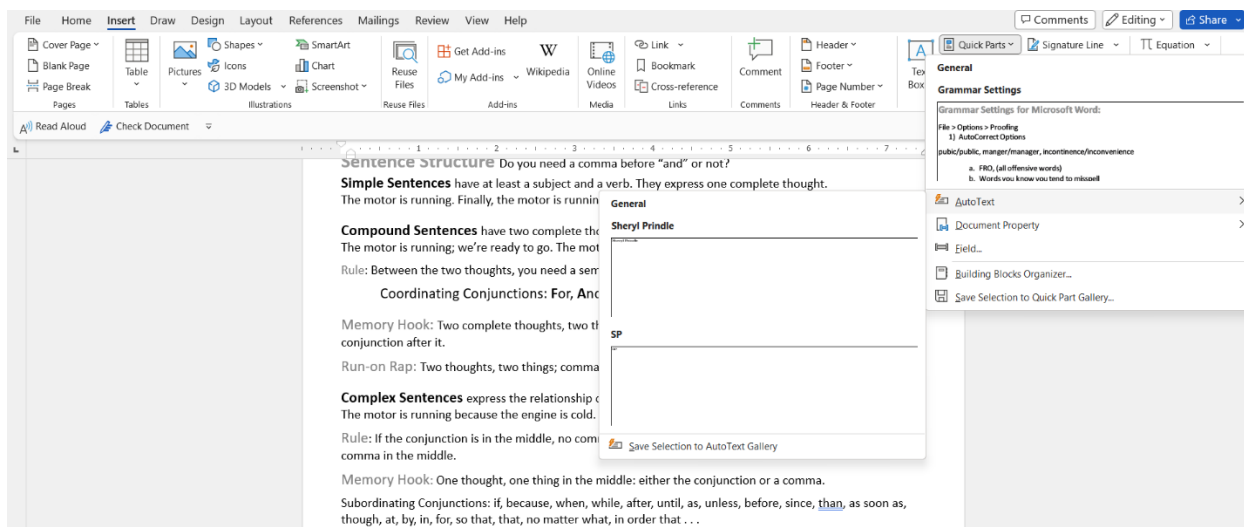 File Home Insert Draw Design Layout References Mailings Review View Help Comments Editing Share
Cover Page
Blank Page
Page Break
Pages
Table
Tables
Pictures
Shapes
Icons
3D Models
SmartArt
Chart
Screenshot
Illustrations
Reuse
Files
Reuse Files
Get Add-ins
My Add-ins
W
Wikipedia
Add-ins
Online
Videos
Media
Link
Bookmark
Cross-reference
Links
Comment
Comments
Header
Footer
Page Number
Header & Footer
A
Quick Parts
Signature Line
Equation
Read Aloud
Check Document
1 2 3 4 5 6 7
Sentence Structure Do you need a comma before "and" or not?
Simple Sentences have at least a subject and a verb. They express one complete thought.
The motor is running. Finally, the motor is runnin
Compound Sentences have two complete tho
The motor is running; we're ready to go. The mot
Rule: Between the two thoughts, you need a sem
Coordinating Conjunctions: For, And
Memory Hook: Two complete thoughts, two th
conjunction after it.
Run-on Rap: Two thoughts, two things; comma
Complex Sentences express the relationship
The motor is running because the engine is cold.
Rule: If the conjunction is in the middle, no com
comma in the middle.
Memory Hook: One thought, one thing in the middle: either the conjunction or a comma.
Subordinating Conjunctions: if, because, when, while, after, until, as, unless, before, since, than, as soon as,
though, at, by, in, for, so that, that, no matter what, in order that . . .
General
Sheryl Prindle
Sheryl Prindle
SP
Save Selection to AutoText Gallery
General
Grammar Settings
Grammar Settings for Microsoft Word:
File > Options > Proofing
1) AutoCorrect Options
pubic/public, manger/manager, incontinence/inconvenience
a. FRO, (all offensive words)
b. Words you know you tend to misspell
AutoText
Document Property
Field...
Building Blocks Organizer...
Save Selection to Quick Part Gallery...